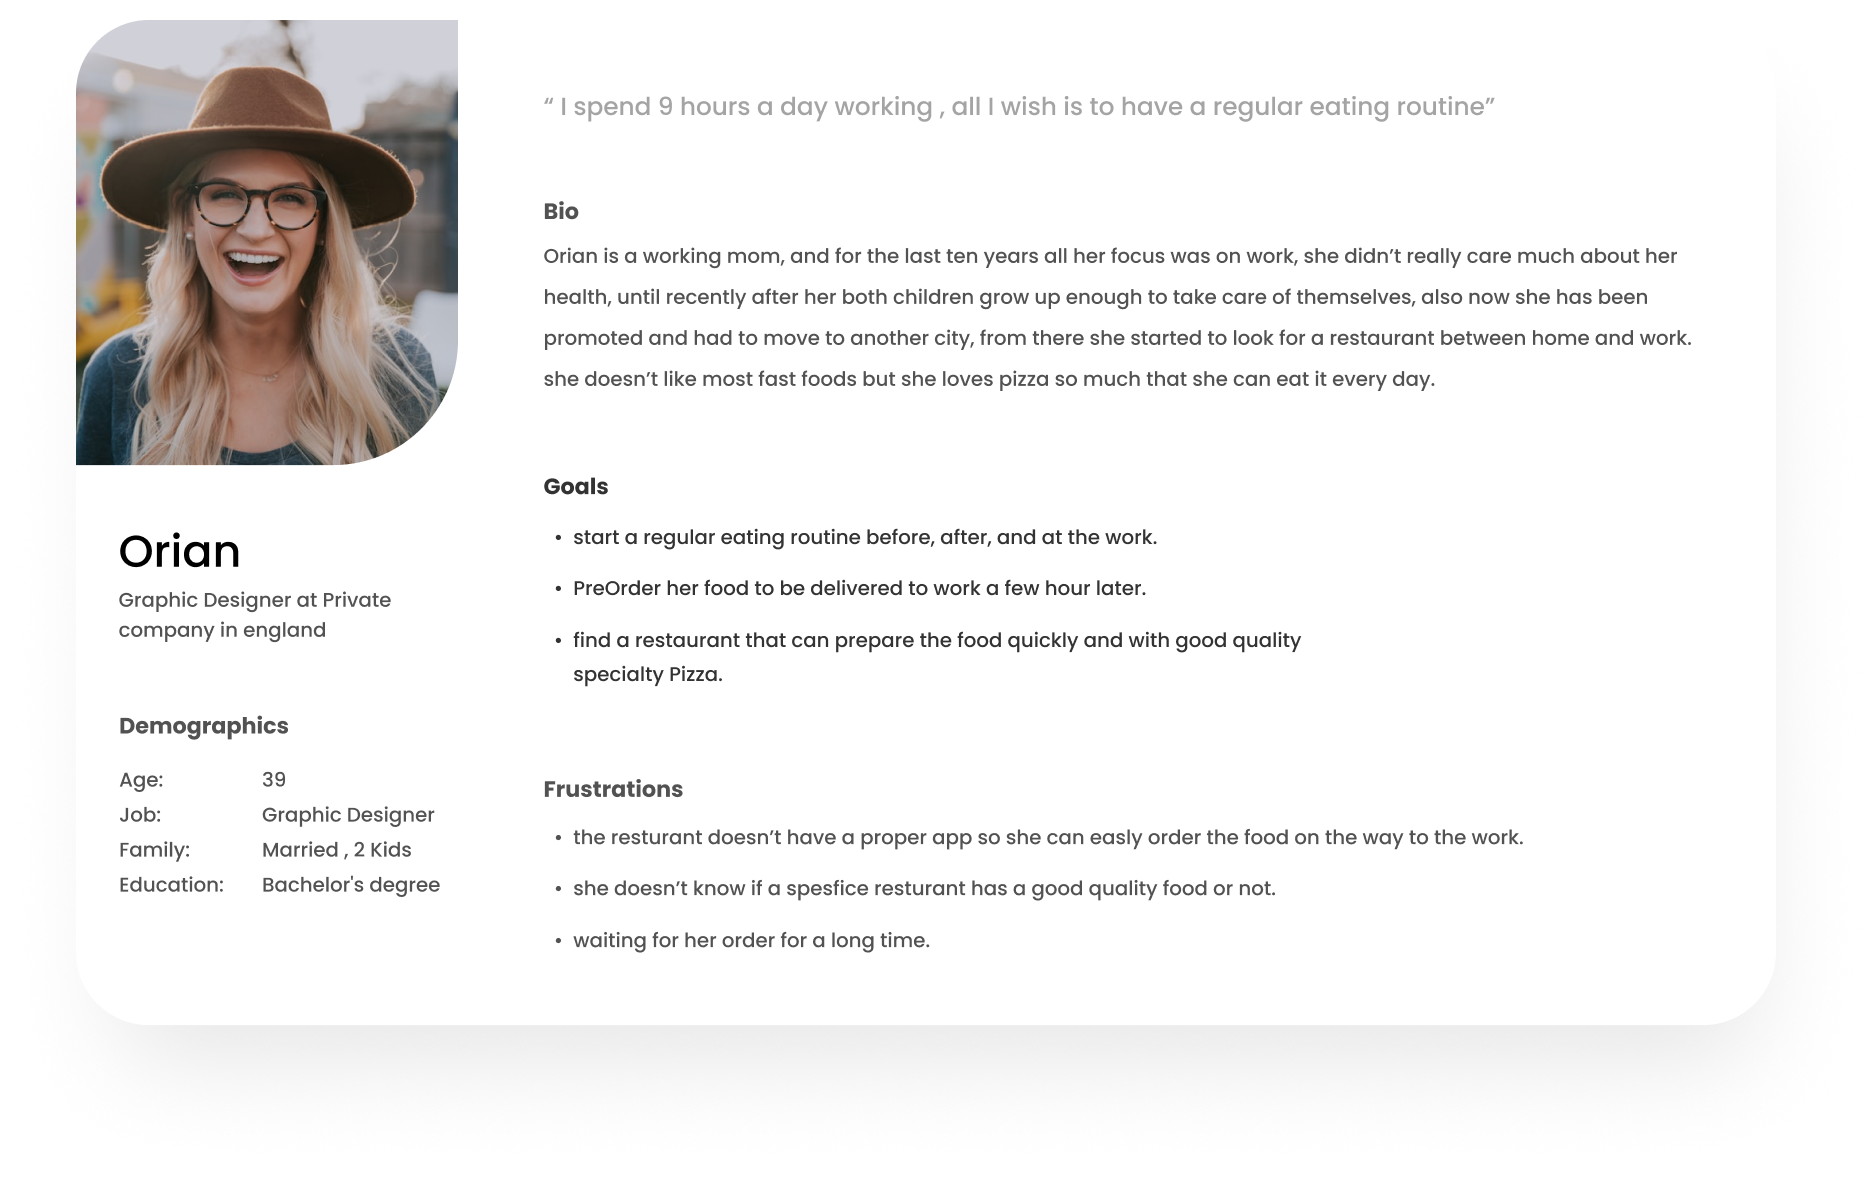 “ I spend 9 hours a day working , all I wish is to have a regular eating routine”
Bio
Orian is a working mom, and for the last ten years all her focus was on work, she didn’t really care much about her
health, until recently after her both children grow up enough to take care of themselves, also now she has been
promoted and had to move to another city, from there she started to look for a restaurant between home and work.
she doesn’t like most fast foods but she loves pizza so much that she can eat it every day.
Goals
• start a regular eating routine before, after, and at the work.
• PreOrder her food to be delivered to work a few hour later.
• find a restaurant that can prepare the food quickly and with good quality
specialty Pizza.
Frustrations
• the resturant doesn’t have a proper app so she can easly order the food on the way to the work.
• she doesn’t know if a spesfice resturant has a good quality food or not.
• waiting for her order for a long time.
Orian
Graphic Designer at Private
company in england
Demographics
Age: 39
Job: Graphic Designer
Family: Married , 2 Kids
Education: Bachelor's degree